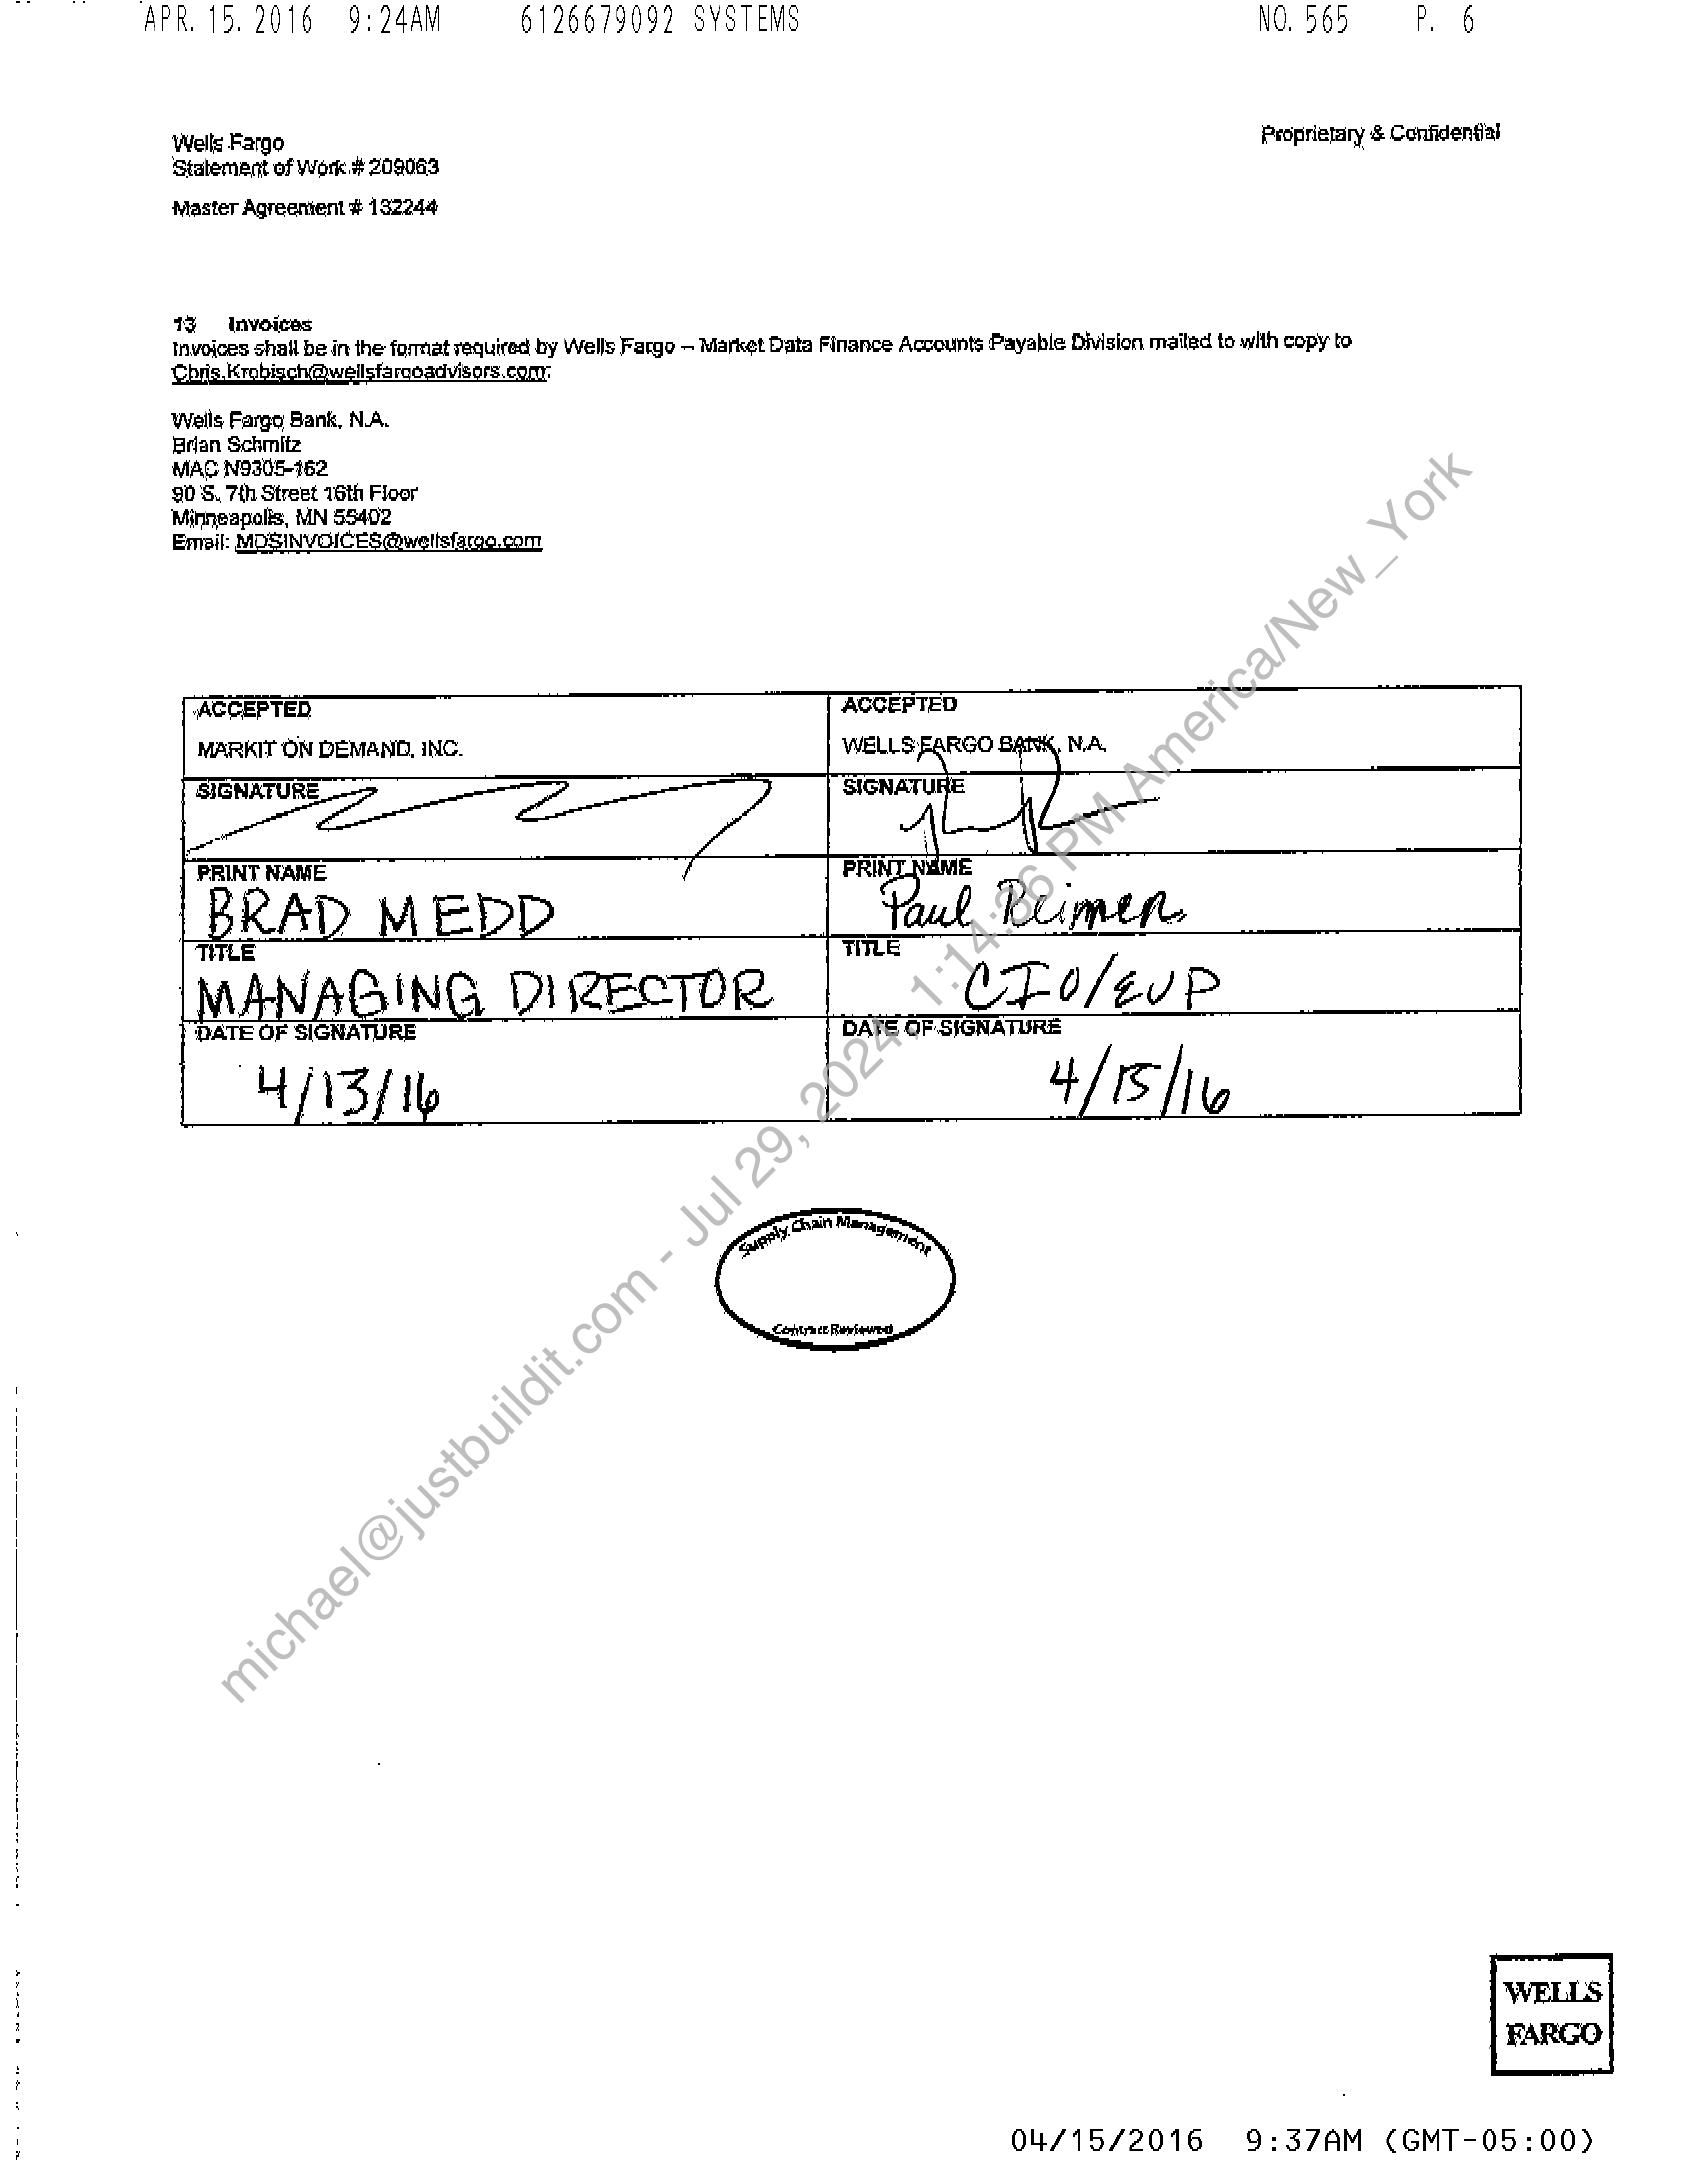 APR. 15. 2016 9:24AM 6126679092 SYSTEMS NO. 565 P. 6
Wells Fargo
Proprietary & Confidential
Statement of Work # 209063
Master Agreement # 132244
13 Invoices
Invoices shall be in the format required by Wells Fargo – Market Data Finance Accounts Payable Division mailed to with copy to
Chris.Krobisch@wellsfargoadvisors.com:
Wells Fargo Bank, N.A.
Brian Schmitz
MAC N9305-162
90 S. 7th Street 16th Floor
Minneapolis, MN 55402
Email: MDSINVOICES@wellsfargo.com
ACCEPTED
MARKIT ON DEMAND, INC.
SIGNATURE
PRINT NAME
BRAD MEDD
TITLE
MANAGING DIRECTOR
DATE OF SIGNATURE
4/13/16
ACCEPTED
WELLS FARGO BANK, N.A.
SIGNATURE
PRINT NAME
Paul Beimen
TITLE
CIO/EVP
DATE OF SIGNATURE
4/15/16
Supply Chain Management
Contract Reviewed
michael@justbuildit.com - Jul 29, 2024, 1:14:36 PM America/New_York
WELLS
FARGO
04/15/2016 9:37AM (GMT-05:00)